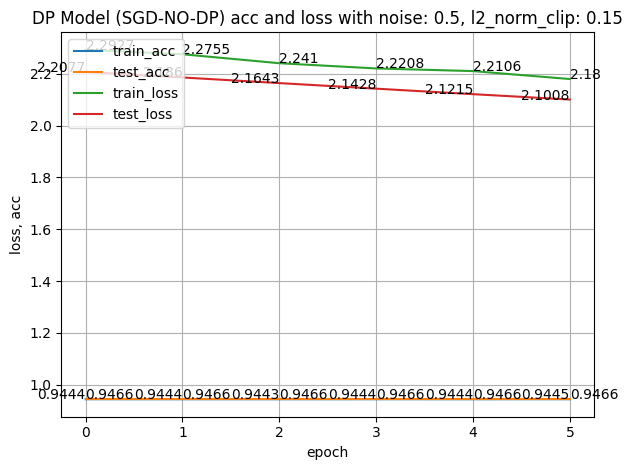 DP Model (SGD-NO-DP) acc and loss with noise: 0.5, l2_norm_clip: 0.15
train_acc
test_acc
train_loss
test_loss
2.2927 2.2755 2.241 2.2208 2.2106 2.18
2.2077 2.1643 2.1428 2.1215 2.1008
0.9444 0.9466 0.9444 0.9466 0.9443 0.9466 0.9444 0.9466 0.9444 0.9466 0.9445 0.9466
2.2
2.0
1.8
1.6
1.4
1.2
1.0
loss, acc
0 1 2 3 4 5
epoch